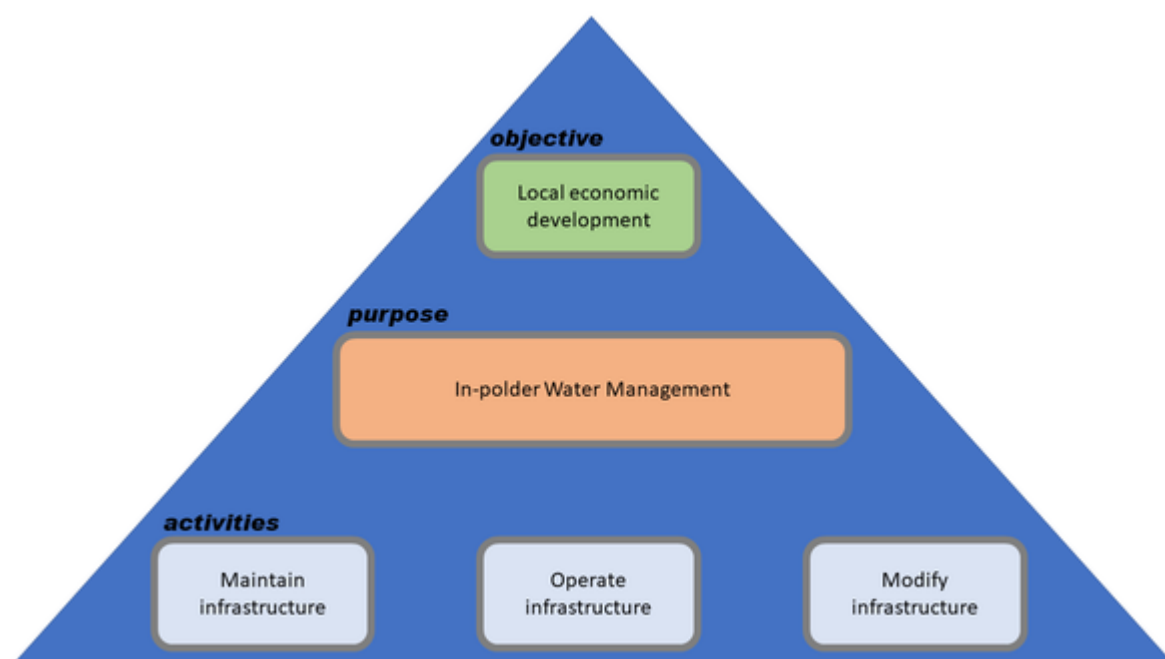 objective
Local economic
development
purpose
In-polder Water Management
activities
Maintain
infrastructure
Operate
infrastructure
Modify
infrastructure